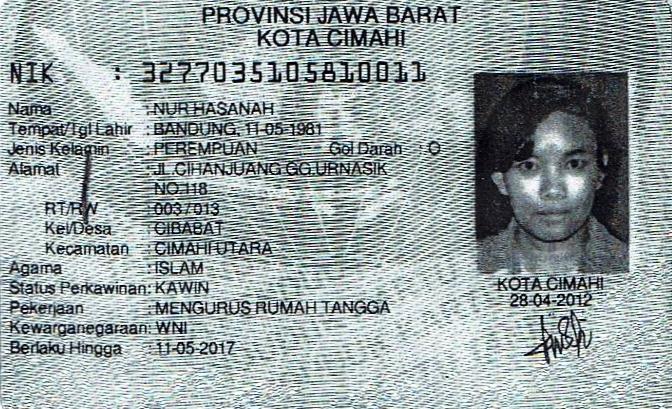 PROVINSI JAWA BARAT
KOTA CIMAHI
NIK : 3277035105810011
Nama : NUR HASANAH
Tempat/Tgl Lahir : BANDUNG, 11-05-1981
Jenis Kelamin : PEREMPUAN Gol Darah : O
Alamat : JL.CIHANJUANG GG.URNASIK
NO.118
RT/RW : 003/013
Kel/Desa : CIBABAT
Kecamatan : CIMAHI UTARA
Agama : ISLAM
Status Perkawinan: KAWIN
Pekerjaan : MENGURUS RUMAH TANGGA
Kewarganegaraan: WNI
Berlaku Hingga : 11-05-2017
KOTA CIMAHI
28-04-2012